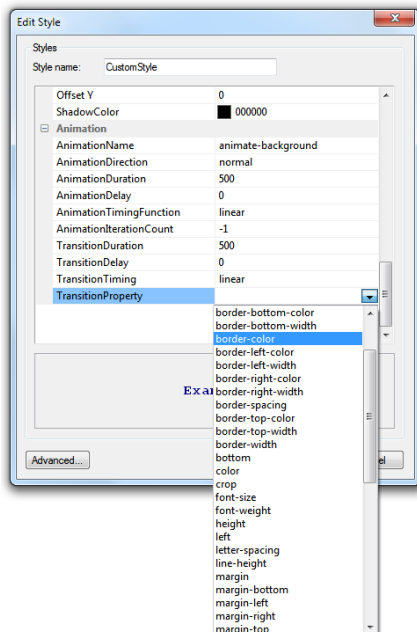 Edit Style
Styles
Style name: CustomStyle
Offset Y 0
ShadowColor 000000
Animation
AnimationName animate-background
AnimationDirection normal
AnimationDuration 500
AnimationDelay 0
AnimationTimingFunction linear
AnimationIterationCount -1
TransitionDuration 500
TransitionDelay 0
TransitionTiming linear
TransitionProperty
border-bottom-color
border-bottom-width
border-color
border-left-color
border-left-width
border-right-color
border-right-width
border-spacing
border-top-color
border-top-width
border-width
bottom
color
crop
font-size
font-weight
height
left
letter-spacing
line-height
margin
margin-bottom
margin-left
margin-right
margin-top
Exa
Advanced... el